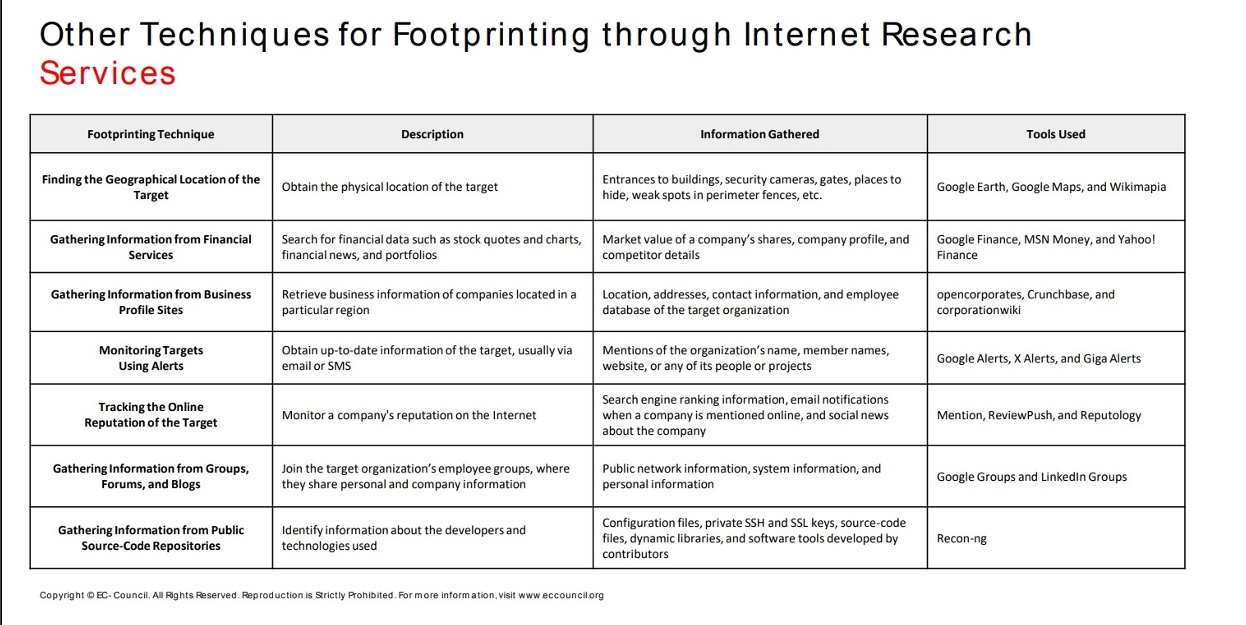 Other Techniques for Footprinting through Internet Research
Services
Footprinting Technique
Description
Information Gathered
Tools Used
Finding the Geographical Location of the
Target
Obtain the physical location of the target
Entrances to buildings, security cameras, gates, places to
hide, weak spots in perimeter fences, etc.
Google Earth, Google Maps, and Wikimapia
Gathering Information from Financial
Services
Search for financial data such as stock quotes and charts,
financial news, and portfolios
Market value of a company's shares, company profile, and
competitor details
Google Finance, MSN Money, and Yahoo!
Finance
Gathering Information from Business
Profile Sites
Retrieve business information of companies located in a
particular region
Location, addresses, contact information, and employee
database of the target organization
opencorporates, Crunchbase, and
corporationwiki
Monitoring Targets
Using Alerts
Obtain up-to-date information of the target, usually via
email or SMS
Mentions of the organization's name, member names,
website, or any of its people or projects
Google Alerts, X Alerts, and Giga Alerts
Tracking the Online
Reputation of the Target
Monitor a company's reputation on the Internet
Search engine ranking information, email notifications
when a company is mentioned online, and social news
about the company
Mention, ReviewPush, and Reputology
Gathering Information from Groups,
Forums, and Blogs
Join the target organization's employee groups, where
they share personal and company information
Public network information, system information, and
personal information
Google Groups and LinkedIn Groups
Gathering Information from Public
Source-Code Repositories
Identify information about the developers and
technologies used
Configuration files, private SSH and SSL keys, source-code
files, dynamic libraries, and software tools developed by
contributors
Recon-ng
Copyright © EC-Council. All Rights Reserved. Reproduction is Strictly Prohibited. For more information, visit www.eccouncil.org